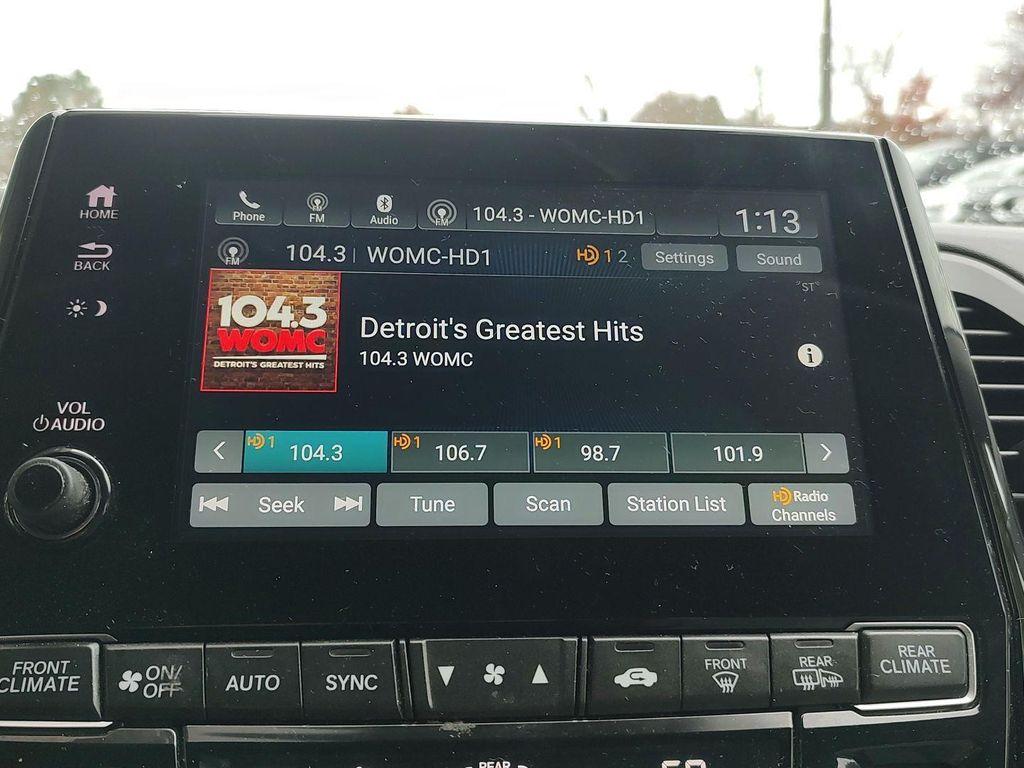 HOME
BACK
VOL
AUDIO
Phone
FM
Audio
FM
104.3 - WOMC-HD1
1:13
FM
104.3 | WOMC-HD1
HD 1 2
Settings
Sound
ST
104.3
WOMC
DETROIT'S GREATEST HITS
Detroit's Greatest Hits
104.3 WOMC
i
< HD 1 104.3
HD 1 106.7
HD 1 98.7
101.9 >
Seek
Tune
Scan
Station List
HD Radio
Channels
FRONT
CLIMATE
ON/
OFF
AUTO
SYNC
FRONT
REAR
REAR
CLIMATE
REAR